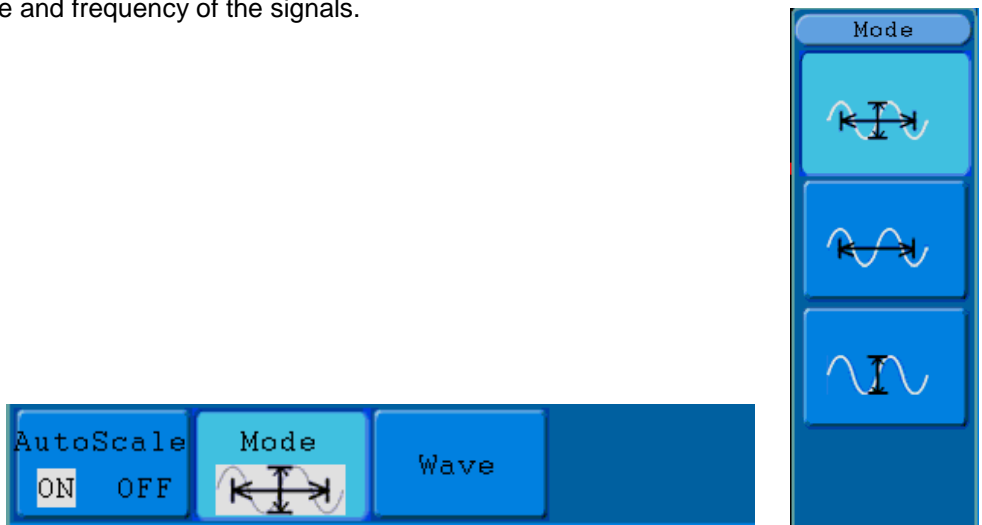 and frequency of the signals.
Mode
AutoScale
ON OFF
Mode
Wave